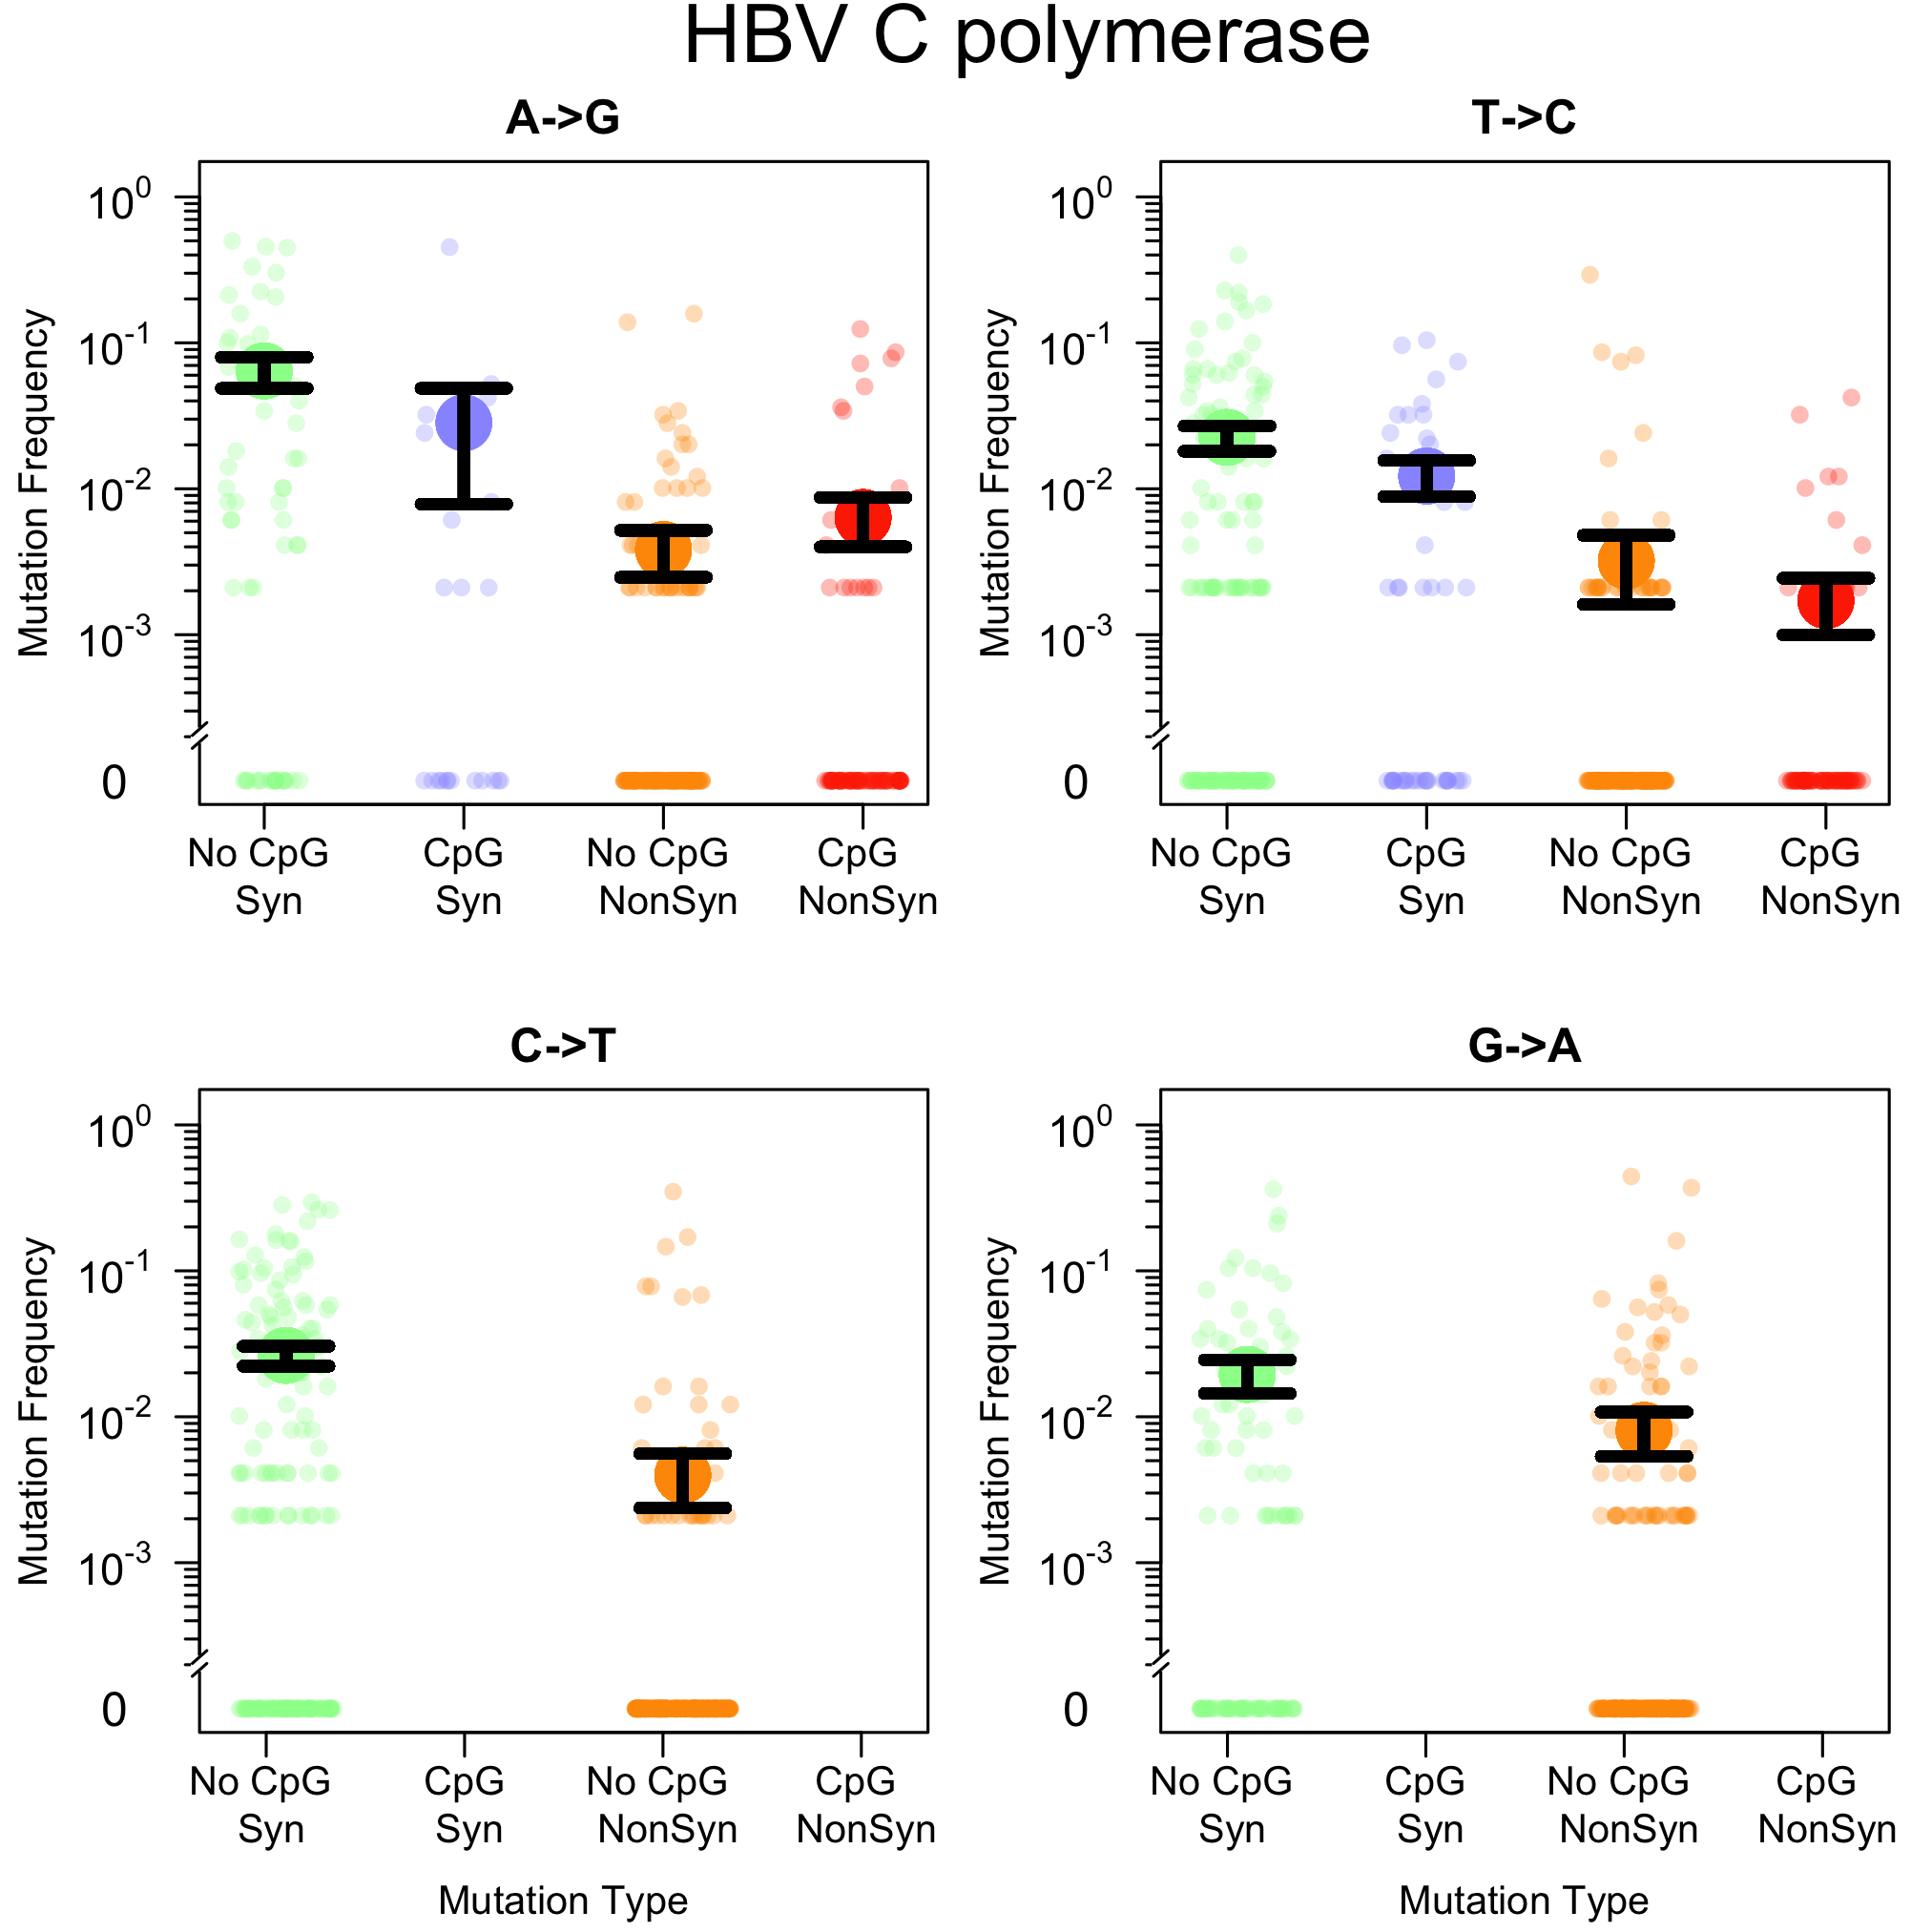 HBV C polymerase
A->G
Mutation Frequency
10^0
10^-1
10^-2
10^-3
0
No CpG CpG No CpG CpG
Syn Syn NonSyn NonSyn
T->C
Mutation Frequency
10^0
10^-1
10^-2
10^-3
0
No CpG CpG No CpG CpG
Syn Syn NonSyn NonSyn
C->T
Mutation Frequency
10^0
10^-1
10^-2
10^-3
0
No CpG CpG No CpG CpG
Syn Syn NonSyn NonSyn
Mutation Type
G->A
Mutation Frequency
10^0
10^-1
10^-2
10^-3
0
No CpG CpG No CpG CpG
Syn Syn NonSyn NonSyn
Mutation Type